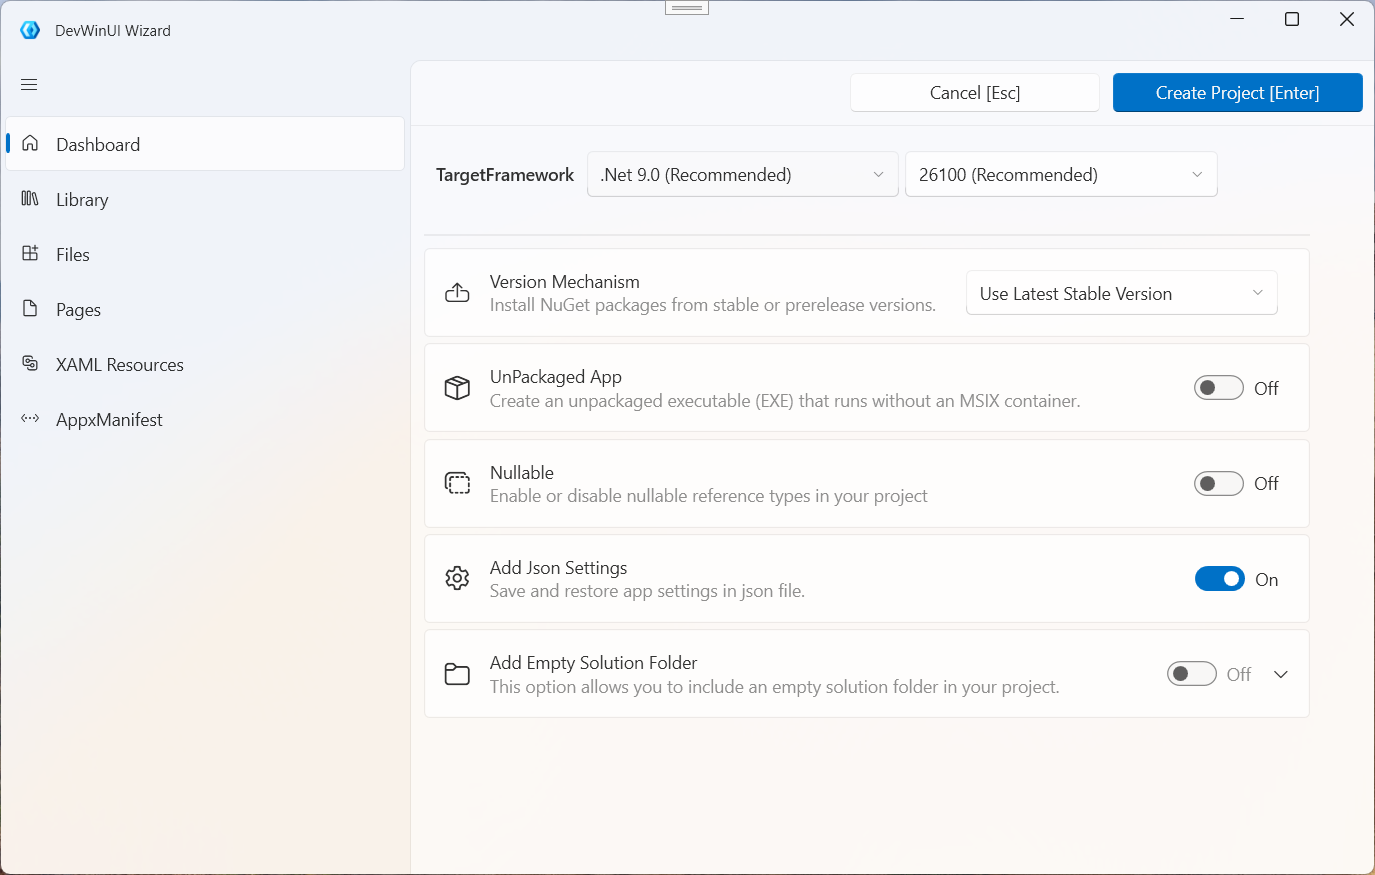 DevWinUI Wizard
Cancel [Esc]
Create Project [Enter]
Dashboard
Library
Files
Pages
XAML Resources
AppxManifest
TargetFramework
.Net 9.0 (Recommended)
26100 (Recommended)
Version Mechanism
Install NuGet packages from stable or prerelease versions.
Use Latest Stable Version
UnPackaged App
Create an unpackaged executable (EXE) that runs without an MSIX container.
Off
Nullable
Enable or disable nullable reference types in your project
Off
Add Json Settings
Save and restore app settings in json file.
On
Add Empty Solution Folder
This option allows you to include an empty solution folder in your project.
Off